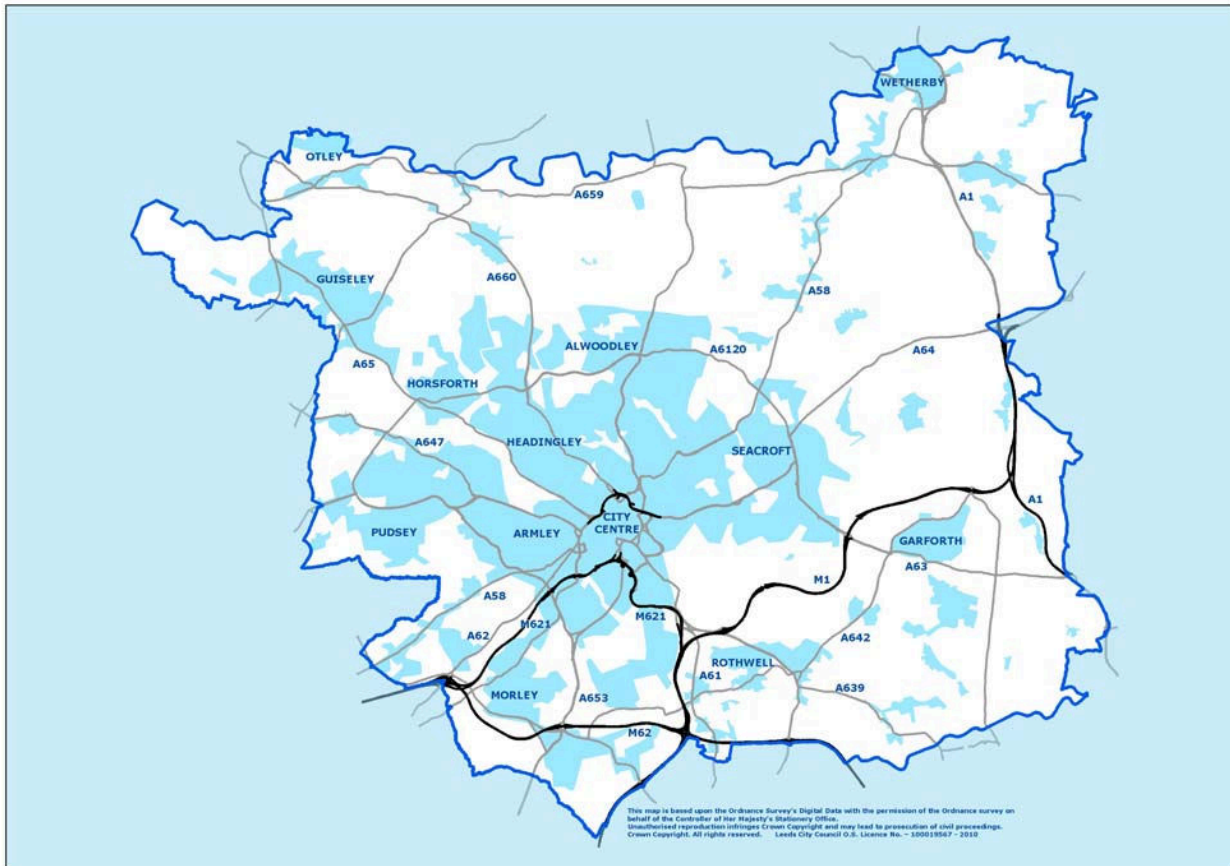 WETHERBY
OTLEY
A659
A1
GUISELEY
A660
A58
ALWOODLEY
A6120
A64
A65
HORSFORTH
A647
HEADINGLEY
SEACROFT
A1
CITY
CENTRE
PUDSEY
ARMLEY
GARFORTH
A63
M1
A58
M621
M621
A62
A642
ROTHWELL
A61
A639
MORLEY
A653
M62
This map is based upon the Ordnance Survey's Digital Data with the permission of the Ordnance survey on
behalf of the Controller of Her Majesty's Stationery Office.
Unauthorised reproduction infringes Crown Copyright and may lead to prosecution of civil proceedings.
Crown Copyright. All rights reserved. Leeds City Council O.S. Licence No. - 100019567 - 2010